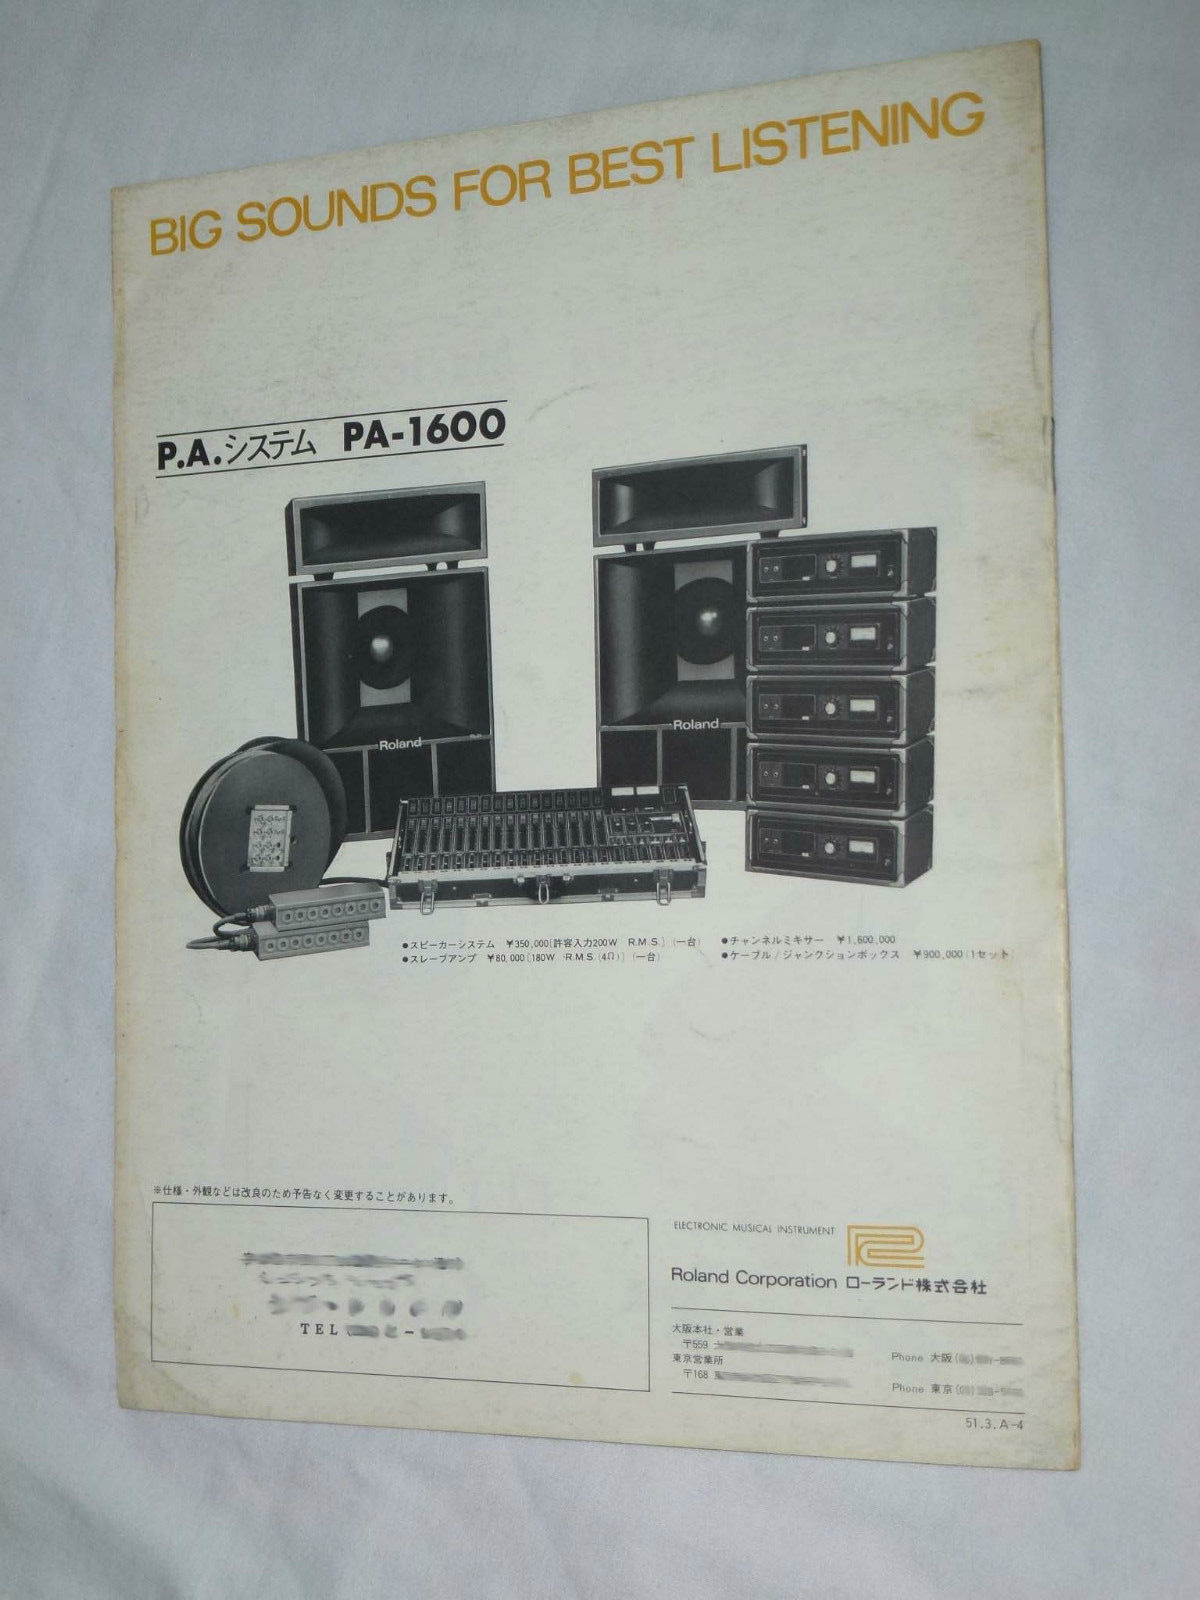 BIG SOUNDS FOR BEST LISTENING
P.A.システム PA-1600
Roland
Roland
●スピーカーシステム ¥350,000[許容入力200W R.M.S.] (一台)
●スレーブアンプ ¥80,000[180W R.M.S.(4Ω)] (一台)
●チャンネルミキサー ¥1,600,000
●ケーブル/ジャンクションボックス ¥900,000(1セット)
※仕様・外観などは改良のため予告なく変更することがあります。
TEL
ELECTRONIC MUSICAL INSTRUMENT
Roland Corporation ローランド株式会社
大阪本社・営業
〒559
Phone 大阪
東京営業所
〒168
Phone 東京
51.3.A-4